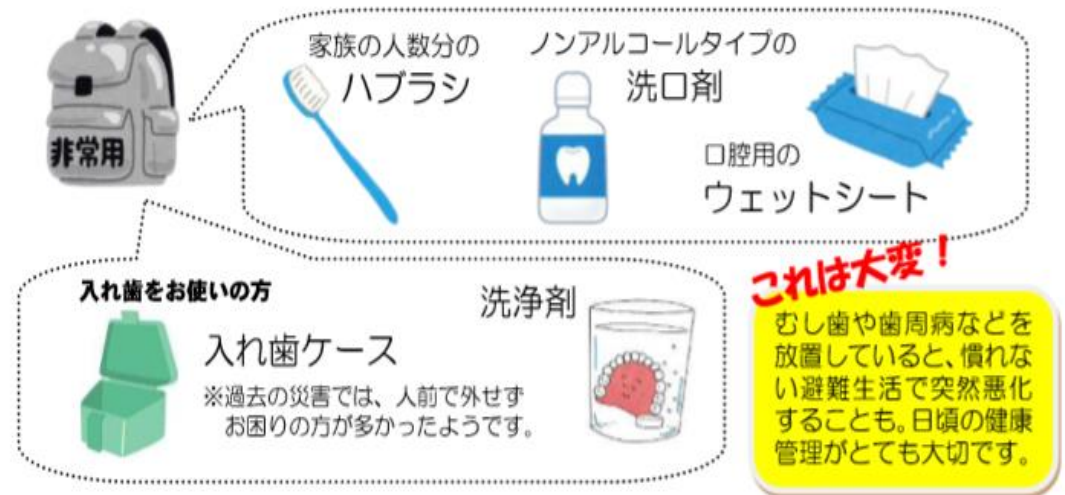 非常用
家族の人数分の
ハブラシ
ノンアルコールタイプの
洗口剤
口腔用の
ウェットシート
入れ歯をお使いの方
入れ歯ケース
※過去の災害では、人前で外せず
お困りの方が多かったようです。
洗浄剤
これは大変！
むし歯や歯周病などを
放置していると、慣れな
い避難生活で突然悪化
することも。日頃の健康
管理がとても大切です。